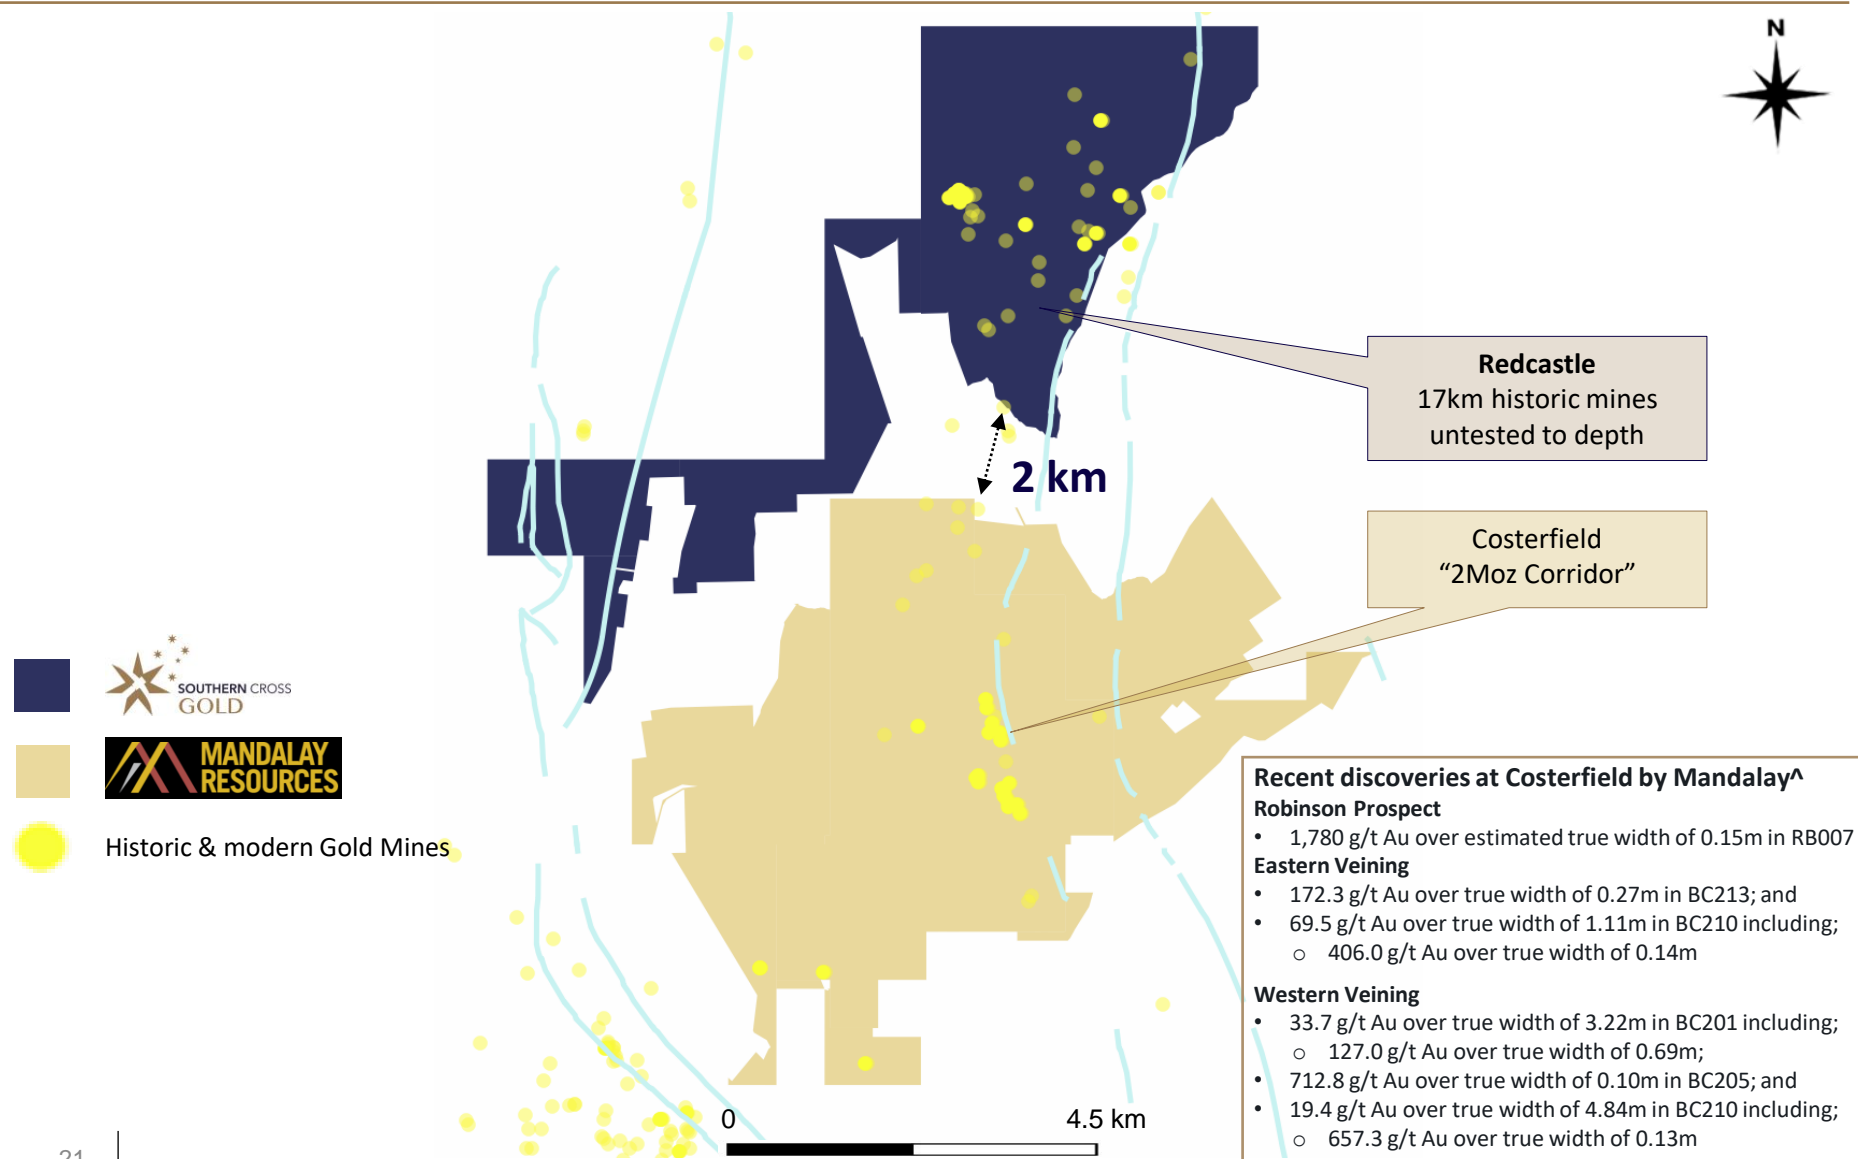 N
Redcastle
17km historic mines
untested to depth
2 km
Costerfield
“2Moz Corridor”
SOUTHERN CROSS
GOLD
MANDALAY
RESOURCES
Historic & modern Gold Mines
Recent discoveries at Costerfield by Mandalay^
Robinson Prospect
• 1,780 g/t Au over estimated true width of 0.15m in RB007
Eastern Veining
• 172.3 g/t Au over true width of 0.27m in BC213; and
• 69.5 g/t Au over true width of 1.11m in BC210 including;
o 406.0 g/t Au over true width of 0.14m
Western Veining
• 33.7 g/t Au over true width of 3.22m in BC201 including;
o 127.0 g/t Au over true width of 0.69m;
• 712.8 g/t Au over true width of 0.10m in BC205; and
• 19.4 g/t Au over true width of 4.84m in BC210 including;
o 657.3 g/t Au over true width of 0.13m
0 4.5 km
21